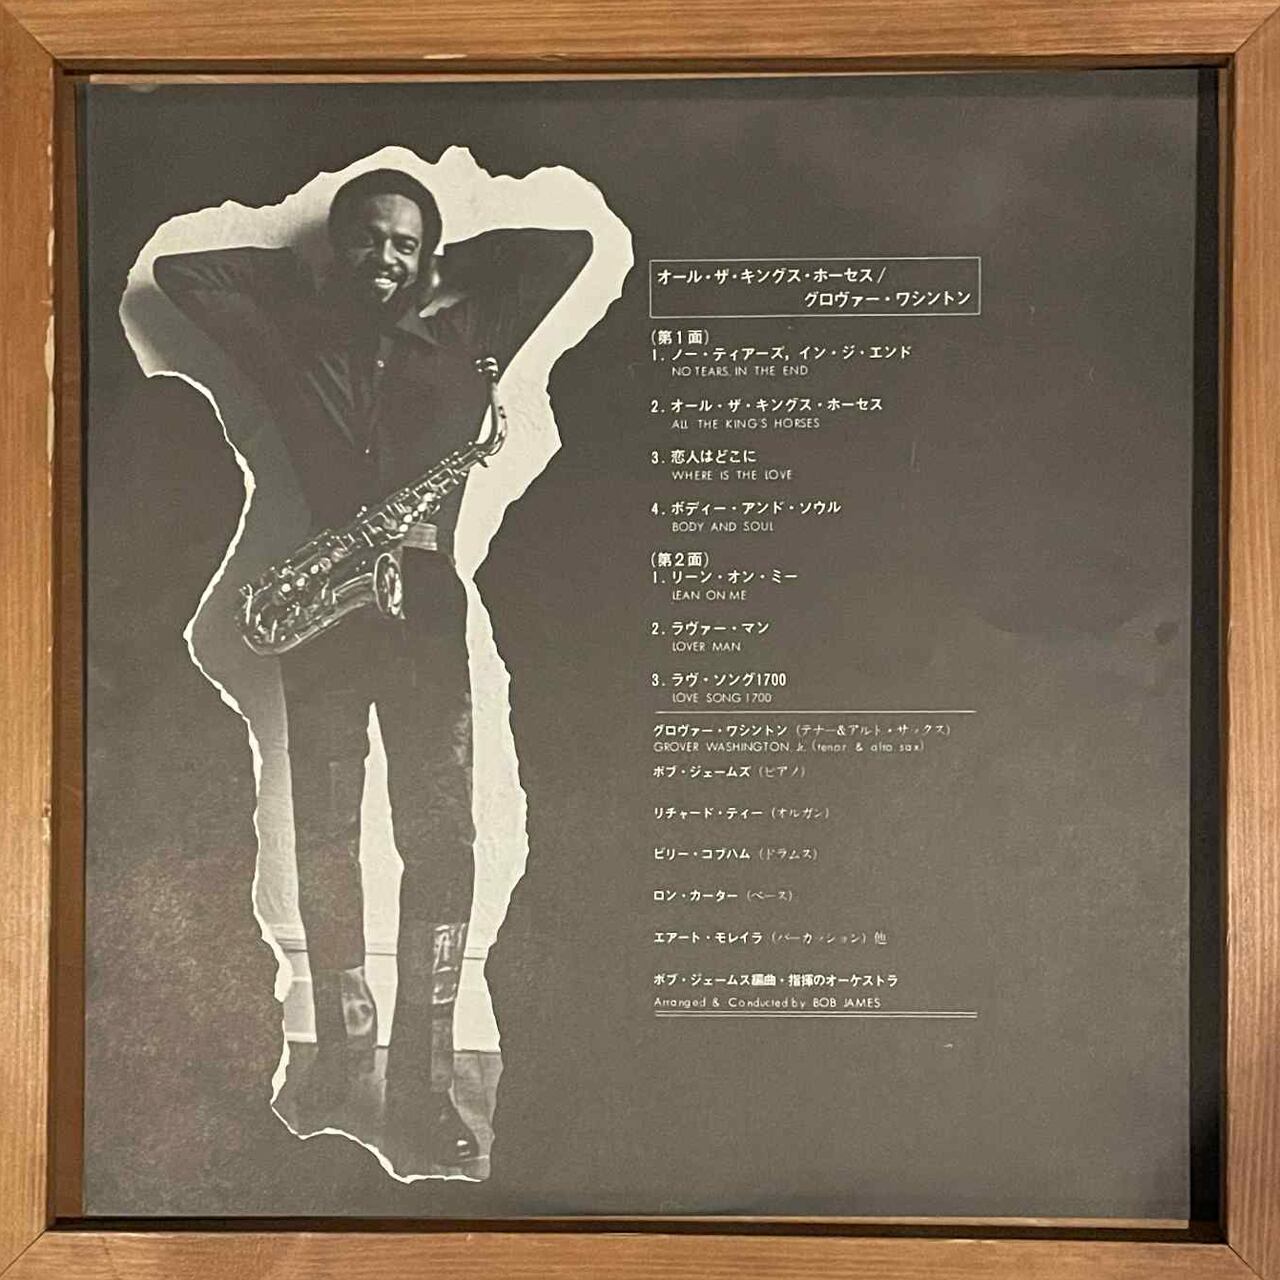 オール・ザ・キングス・ホーセス/
グロヴァー・ワシントン
(第1面)
1. ノー・ティアーズ, イン・ジ・エンド
NO TEARS, IN THE END
2. オール・ザ・キングス・ホーセス
ALL THE KING'S HORSES
3. 恋人はどこに
WHERE IS THE LOVE
4. ボディー・アンド・ソウル
BODY AND SOUL
(第2面)
1. リーン・オン・ミー
LEAN ON ME
2. ラヴァー・マン
LOVER MAN
3. ラヴ・ソング1700
LOVE SONG 1700
グロヴァー・ワシントン (テナー&アルト・サックス)
GROVER WASHINGTON, Jr. (tenor & alto sax)
ボブ・ジェームズ (ピアノ)
リチャード・ティー (オルガン)
ビリー・コブハム (ドラムス)
ロン・カーター (ベース)
エアート・モレイラ (パーカッション) 他
ボブ・ジェームス編曲・指揮のオーケストラ
Arranged & Conducted by BOB JAMES